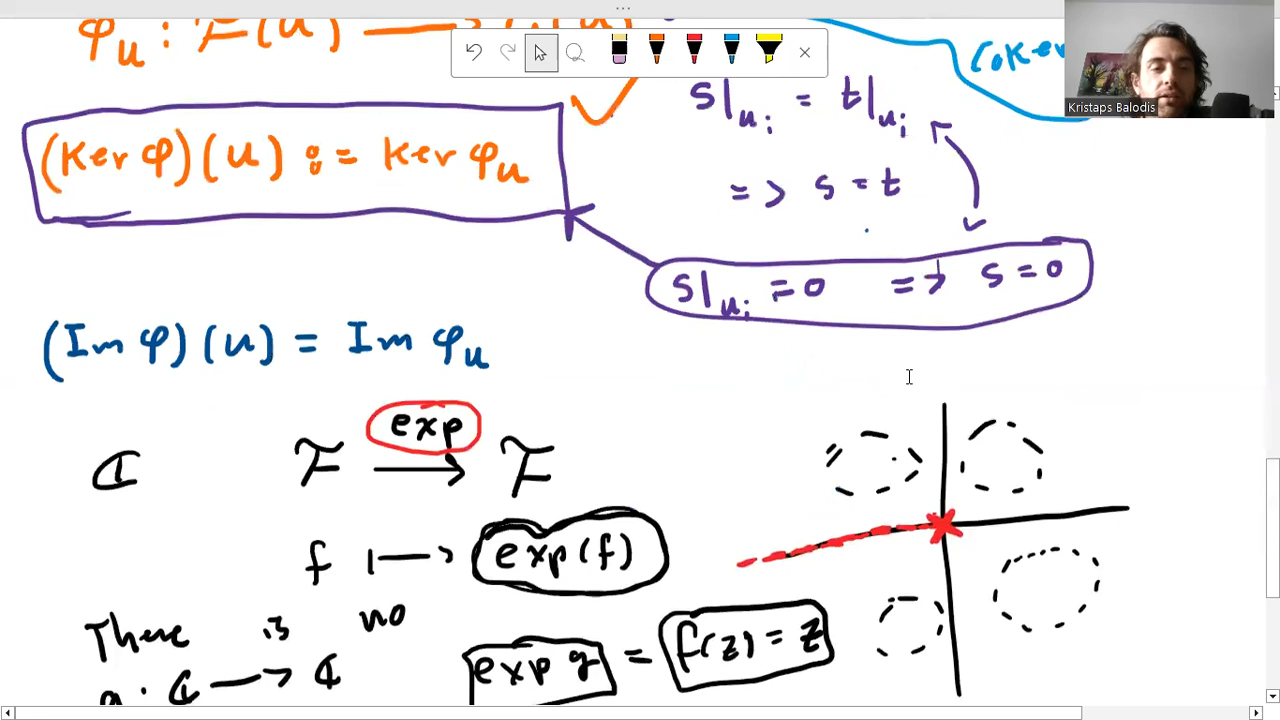 φ_u : F(u) → (u)
coker
(Ker φ)(u) := Ker φ_u
s|_{u_i} = t|_{u_i}
=> s = t
s|_{u_i} = 0 => s = 0
(Im φ)(u) = Im φ_u
ℂ F exp→ F
f ↦ exp(f)
There is no
exp g = f(z) = z
g : ℂ → ℂ
Kristaps Balodis